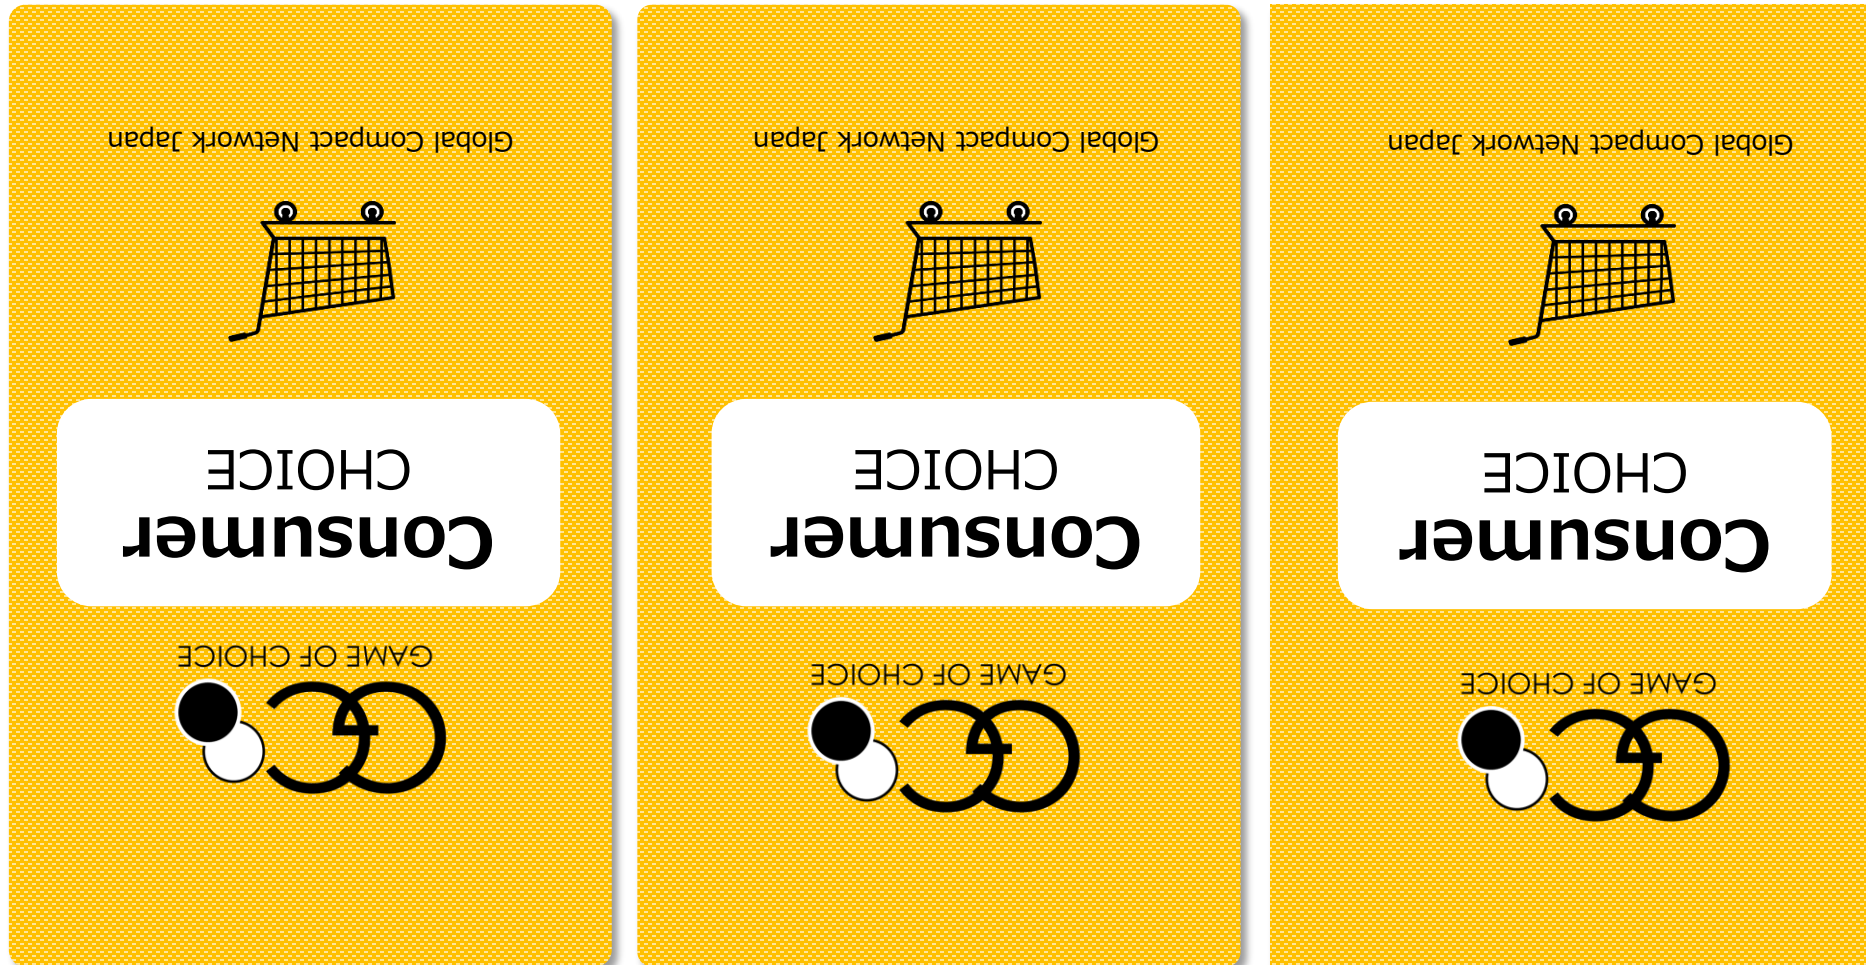 GAME OF CHOICE
Consumer
CHOICE
Global Compact Network Japan
GAME OF CHOICE
Consumer
CHOICE
Global Compact Network Japan
GAME OF CHOICE
Consumer
CHOICE
Global Compact Network Japan